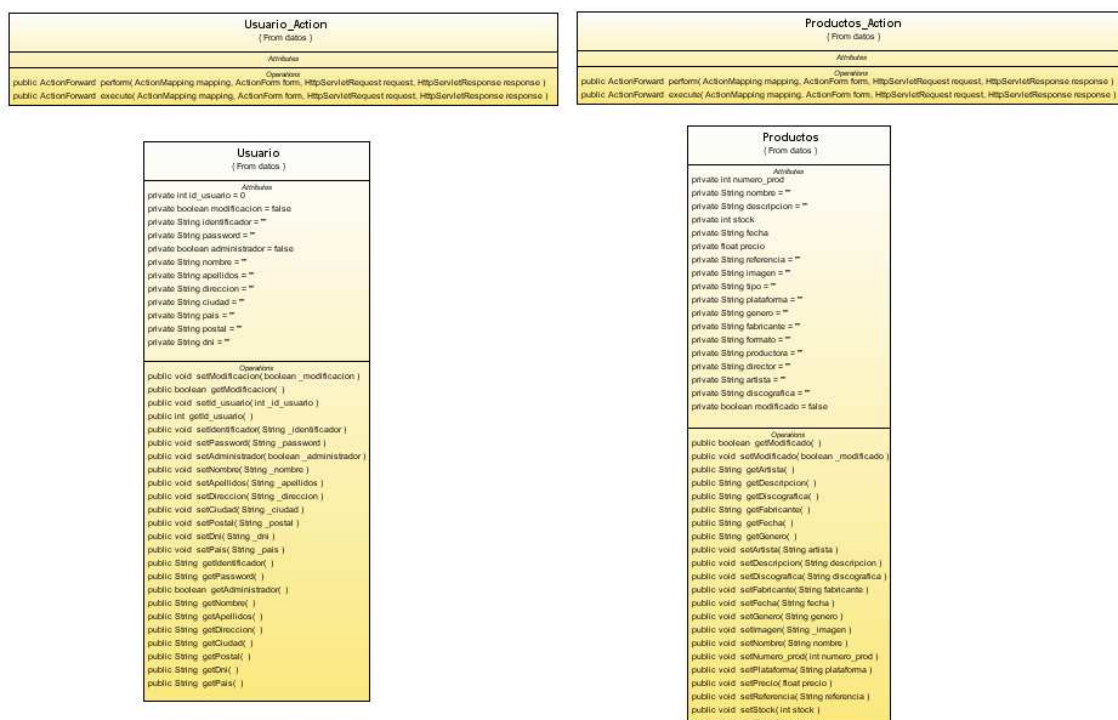 Usuario_Action
{ From datos }
Attributes
Operations
public ActionForward perform( ActionMapping mapping, ActionForm form, HttpServletRequest request, HttpServletResponse response )
public ActionForward execute( ActionMapping mapping, ActionForm form, HttpServletRequest request, HttpServletResponse response )
Productos_Action
{ From datos }
Attributes
Operations
public ActionForward perform( ActionMapping mapping, ActionForm form, HttpServletRequest request, HttpServletResponse response )
public ActionForward execute( ActionMapping mapping, ActionForm form, HttpServletRequest request, HttpServletResponse response )
Usuario
{ From datos }
Attributes
private int id_usuario = 0
private boolean modificacion = false
private String identificador = ""
private String password = ""
private boolean administrador = false
private String nombre = ""
private String apellidos = ""
private String direccion = ""
private String ciudad = ""
private String pais = ""
private String postal = ""
private String dni = ""
Operations
public void setModificacion( boolean _modificacion )
public boolean getModificacion( )
public void setId_usuario( int _id_usuario )
public int getId_usuario( )
public void setIdentificador( String _identificador )
public void setPassword( String _password )
public void setAdministrador( boolean _administrador )
public void setNombre( String _nombre )
public void setApellidos( String _apellidos )
public void setDireccion( String _direccion )
public void setCiudad( String _ciudad )
public void setPostal( String _postal )
public void setDni( String _dni )
public void setPais( String _pais )
public String getIdentificador( )
public String getPassword( )
public boolean getAdministrador( )
public String getNombre( )
public String getApellidos( )
public String getDireccion( )
public String getCiudad( )
public String getPostal( )
public String getDni( )
public String getPais( )
Productos
{ From datos }
Attributes
private int numero_prod
private String nombre = ""
private String descripcion = ""
private int stock
private String fecha
private float precio
private String referencia = ""
private String imagen = ""
private String tipo = ""
private String plataforma = ""
private String genero = ""
private String fabricante = ""
private String formato = ""
private String productora = ""
private String director = ""
private String artista = ""
private String discografica = ""
private boolean modificado = false
Operations
public boolean getModificado( )
public void setModificado( boolean _modificado )
public String getArtista( )
public String getDescripcion( )
public String getDiscografica( )
public String getFabricante( )
public String getFecha( )
public String getGenero( )
public void setArtista( String artista )
public void setDescripcion( String descripcion )
public void setDiscografica( String discografica )
public void setFabricante( String fabricante )
public void setFecha( String fecha )
public void setGenero( String genero )
public void setImagen( String _imagen )
public void setNombre( String nombre )
public void setNumero_prod( int numero_prod )
public void setPlataforma( String plataforma )
public void setPrecio( float precio )
public void setReferencia( String referencia )
public void setStock( int stock )